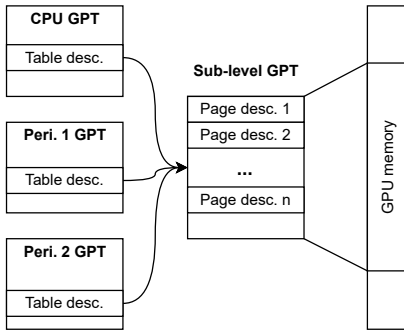 CPU GPT
Table desc.
Peri. 1 GPT
Table desc.
Peri. 2 GPT
Table desc.
Sub-level GPT
Page desc. 1
Page desc. 2
...
Page desc. n
GPU memory